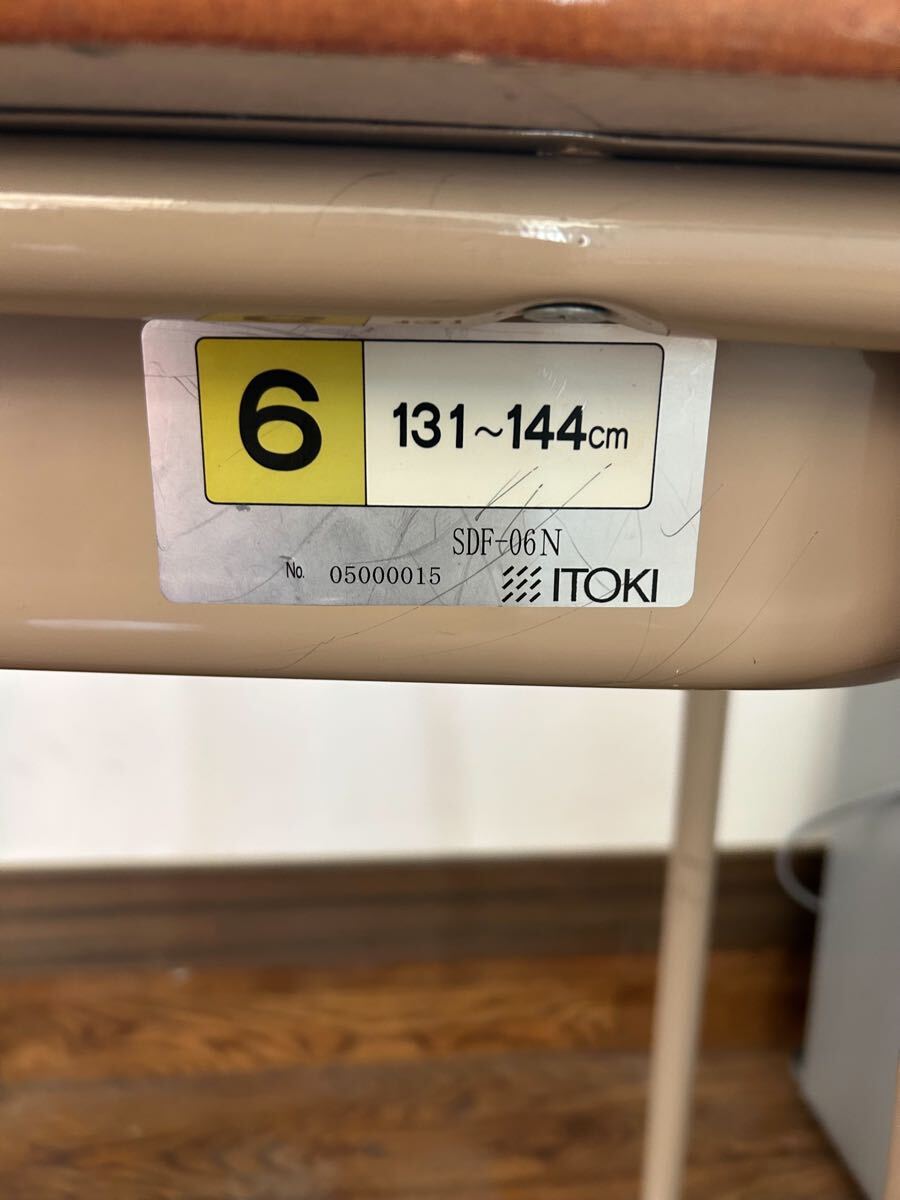 6 131~144cm
SDF-06N
No. 05000015 ITOKI